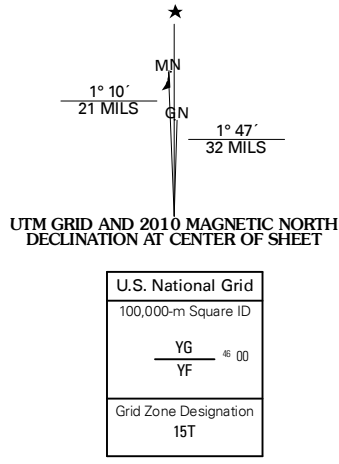 ★
MN
1° 10´
21 MILS
GN
1° 47´
32 MILS
UTM GRID AND 2010 MAGNETIC NORTH
DECLINATION AT CENTER OF SHEET
U.S. National Grid
100,000-m Square ID
YG
46 00
YF
Grid Zone Designation
15T